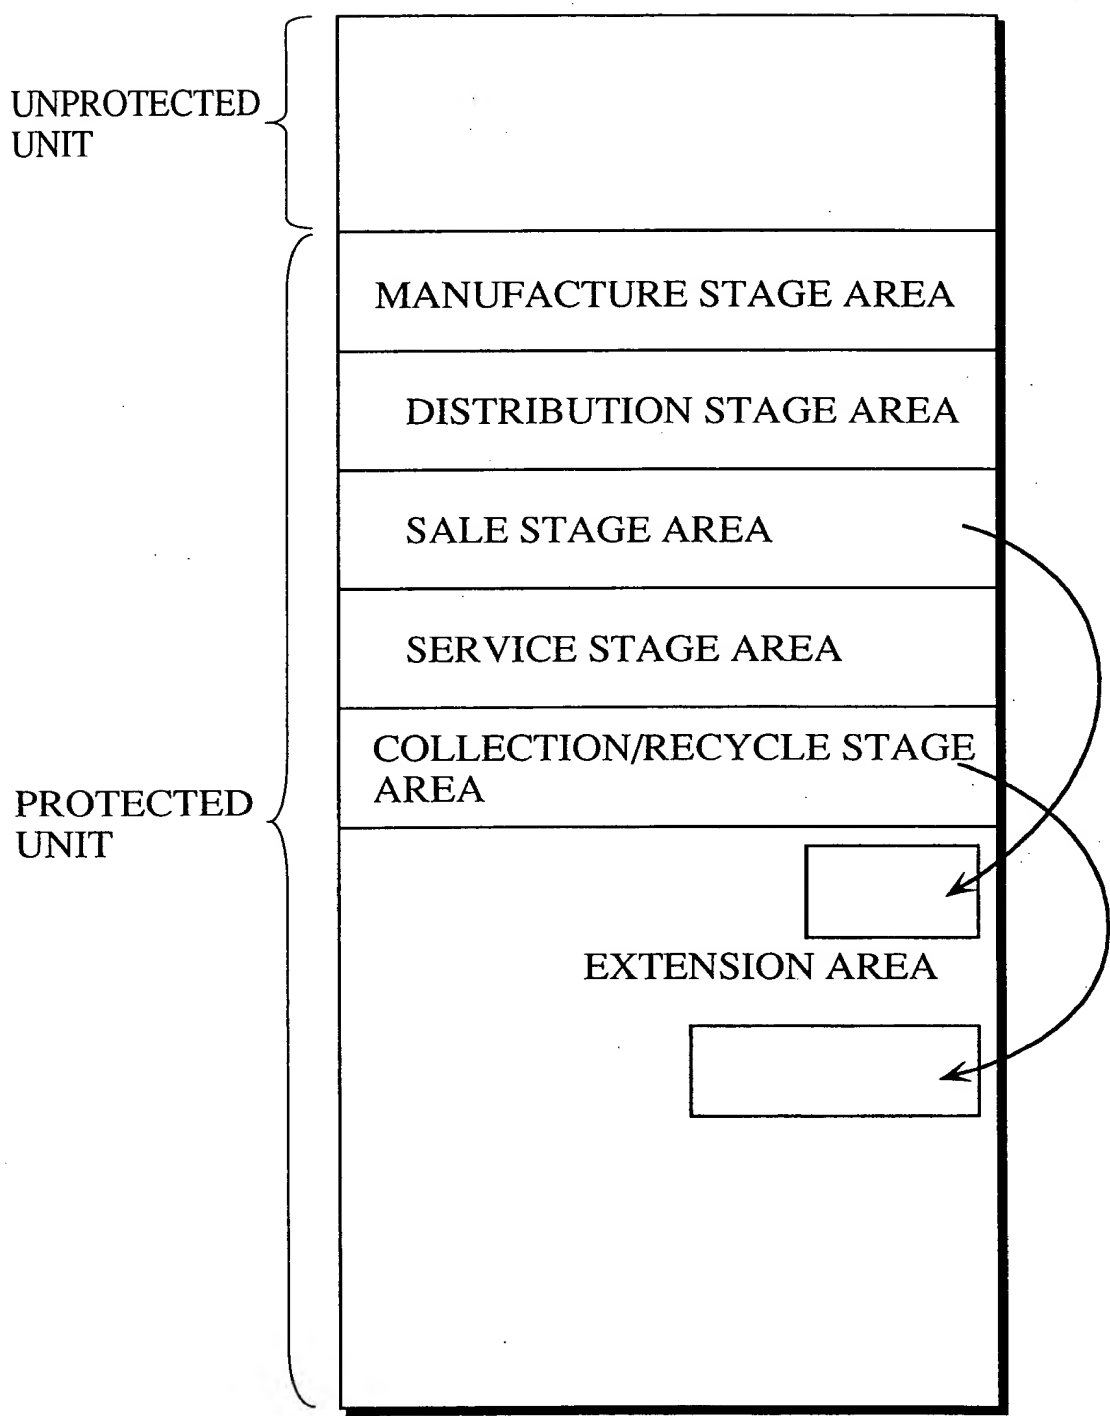 UNPROTECTED
UNIT
MANUFACTURE STAGE AREA
DISTRIBUTION STAGE AREA
SALE STAGE AREA
SERVICE STAGE AREA
COLLECTION/RECYCLE STAGE
AREA
PROTECTED
UNIT
EXTENSION AREA